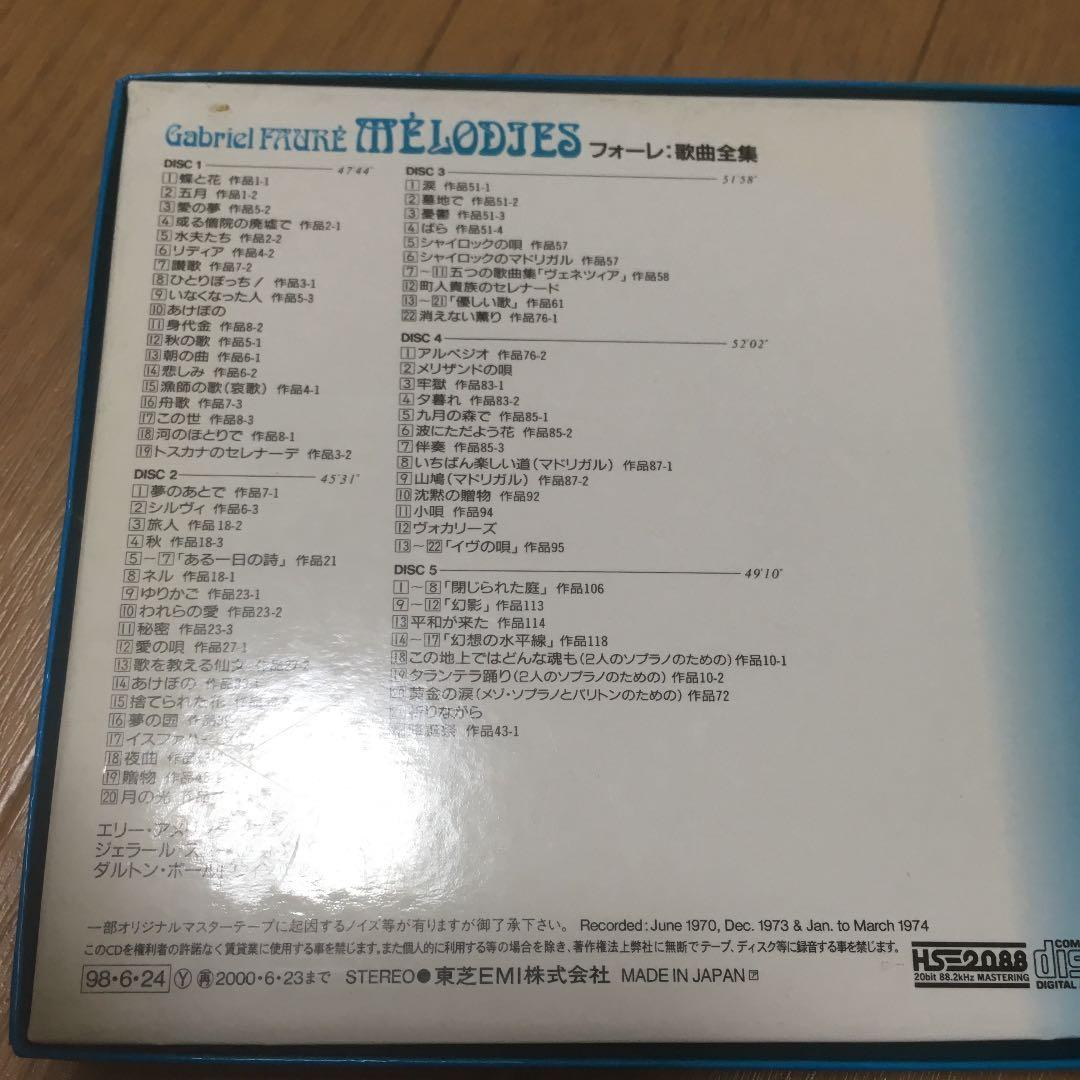 Gabriel FAURÉ MÉLODIES フォーレ:歌曲全集
DISC 1 47'44"
1 蝶と花 作品1-1
2 五月 作品1-2
3 愛の夢 作品5-2
4 或る僧院の廃墟で 作品2-1
5 水夫たち 作品2-2
6 リディア 作品4-2
7 讃歌 作品7-2
8 ひとりぼっち! 作品3-1
9 いなくなった人 作品5-3
10 あけぼの
11 身代金 作品8-2
12 秋の歌 作品5-1
13 朝の曲 作品6-1
14 悲しみ 作品6-2
15 漁師の歌(哀歌) 作品4-1
16 舟歌 作品7-3
17 この世 作品8-3
18 河のほとりで 作品8-1
19 トスカナのセレナーデ 作品3-2
DISC 2 45'31"
1 夢のあとで 作品7-1
2 シルヴィ 作品6-3
3 旅人 作品18-2
4 秋 作品18-3
5~7「ある一日の詩」 作品21
8 ネル 作品18-1
9 ゆりかご 作品23-1
10 われらの愛 作品23-2
11 秘密 作品23-3
12 愛の唄 作品27-1
13 歌を教える仙女
14 あけぼの
15 捨てられた花
16 夢の国
17 イスファハー
18 夜曲
19 贈物
20 月の光
エリー・アメリンク
ジェラール・スゼー
ダルトン・ボールドウィン
DISC 3 51'58"
1 涙 作品51-1
2 墓地で 作品51-2
3 憂鬱 作品51-3
4 ばら 作品51-4
5 シャイロックの唄 作品57
6 シャイロックのマドリガル 作品57
7~11 五つの歌曲集「ヴェネツィア」 作品58
12 町人貴族のセレナード
13~21「優しい歌」 作品61
22 消えない薫り 作品76-1
DISC 4 52'02"
1 アルペジオ 作品76-2
2 メリザンドの唄
3 牢獄 作品83-1
4 夕暮れ 作品83-2
5 九月の森で 作品85-1
6 波にただよう花 作品85-2
7 伴奏 作品85-3
8 いちばん楽しい道(マドリガル) 作品87-1
9 山鳩(マドリガル) 作品87-2
10 沈黙の贈物 作品92
11 小唄 作品94
12 ヴォカリーズ
13~22「イヴの唄」 作品95
DISC 5 49'10"
1~8「閉じられた庭」 作品106
9~12「幻影」 作品113
13 平和が来た 作品114
14~17「幻想の水平線」 作品118
18 この地上ではどんな魂も(2人のソプラノのための) 作品10-1
19 タランテラ踊り(2人のソプラノのための) 作品10-2
20 黄金の涙(メゾ・ソプラノとバリトンのための) 作品72
祈りながら
降誕祭 作品43-1
一部オリジナルマスターテープに起因するノイズ等が有りますが御了承下さい。 Recorded: June 1970, Dec. 1973 & Jan. to March 1974
このCDを権利者の許諾なく賃貸業に使用する事を禁じます。また個人的に利用する等の場合を除き、著作権法上弊社に無断でテープ、ディスク等に録音する事を禁じます。
98・6・24 Ⓨ ㊢2000・6・23まで STEREO●東芝EMI株式会社 MADE IN JAPAN
HS2088
20bit 88.2kHz MASTERING
COM
disc
DIGITAL